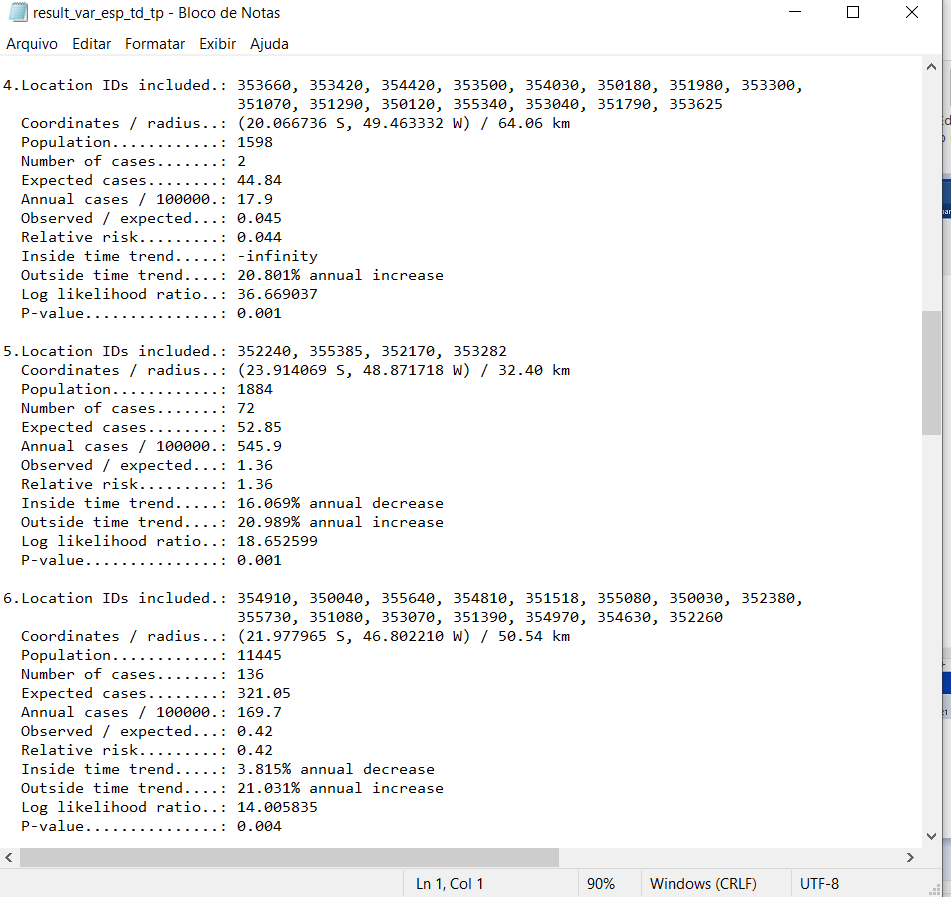 result_var_esp_td_tp - Bloco de Notas
Arquivo Editar Formatar Exibir Ajuda
4.Location IDs included.: 353660, 353420, 354420, 353500, 354030, 350180, 351980, 353300,
351070, 351290, 350120, 355340, 353040, 351790, 353625
Coordinates / radius..: (20.066736 S, 49.463332 W) / 64.06 km
Population............: 1598
Number of cases.......: 2
Expected cases........: 44.84
Annual cases / 100000.: 17.9
Observed / expected...: 0.045
Relative risk.........: 0.044
Inside time trend.....: -infinity
Outside time trend....: 20.801% annual increase
Log likelihood ratio..: 36.669037
P-value...............: 0.001
5.Location IDs included.: 352240, 355385, 352170, 353282
Coordinates / radius..: (23.914069 S, 48.871718 W) / 32.40 km
Population............: 1884
Number of cases.......: 72
Expected cases........: 52.85
Annual cases / 100000.: 545.9
Observed / expected...: 1.36
Relative risk.........: 1.36
Inside time trend.....: 16.069% annual decrease
Outside time trend....: 20.989% annual increase
Log likelihood ratio..: 18.652599
P-value...............: 0.001
6.Location IDs included.: 354910, 350040, 355640, 354810, 351518, 355080, 350030, 352380,
355730, 351080, 353070, 351390, 354970, 354630, 352260
Coordinates / radius..: (21.977965 S, 46.802210 W) / 50.54 km
Population............: 11445
Number of cases.......: 136
Expected cases........: 321.05
Annual cases / 100000.: 169.7
Observed / expected...: 0.42
Relative risk.........: 0.42
Inside time trend.....: 3.815% annual decrease
Outside time trend....: 21.031% annual increase
Log likelihood ratio..: 14.005835
P-value...............: 0.004
Ln 1, Col 1 90% Windows (CRLF) UTF-8